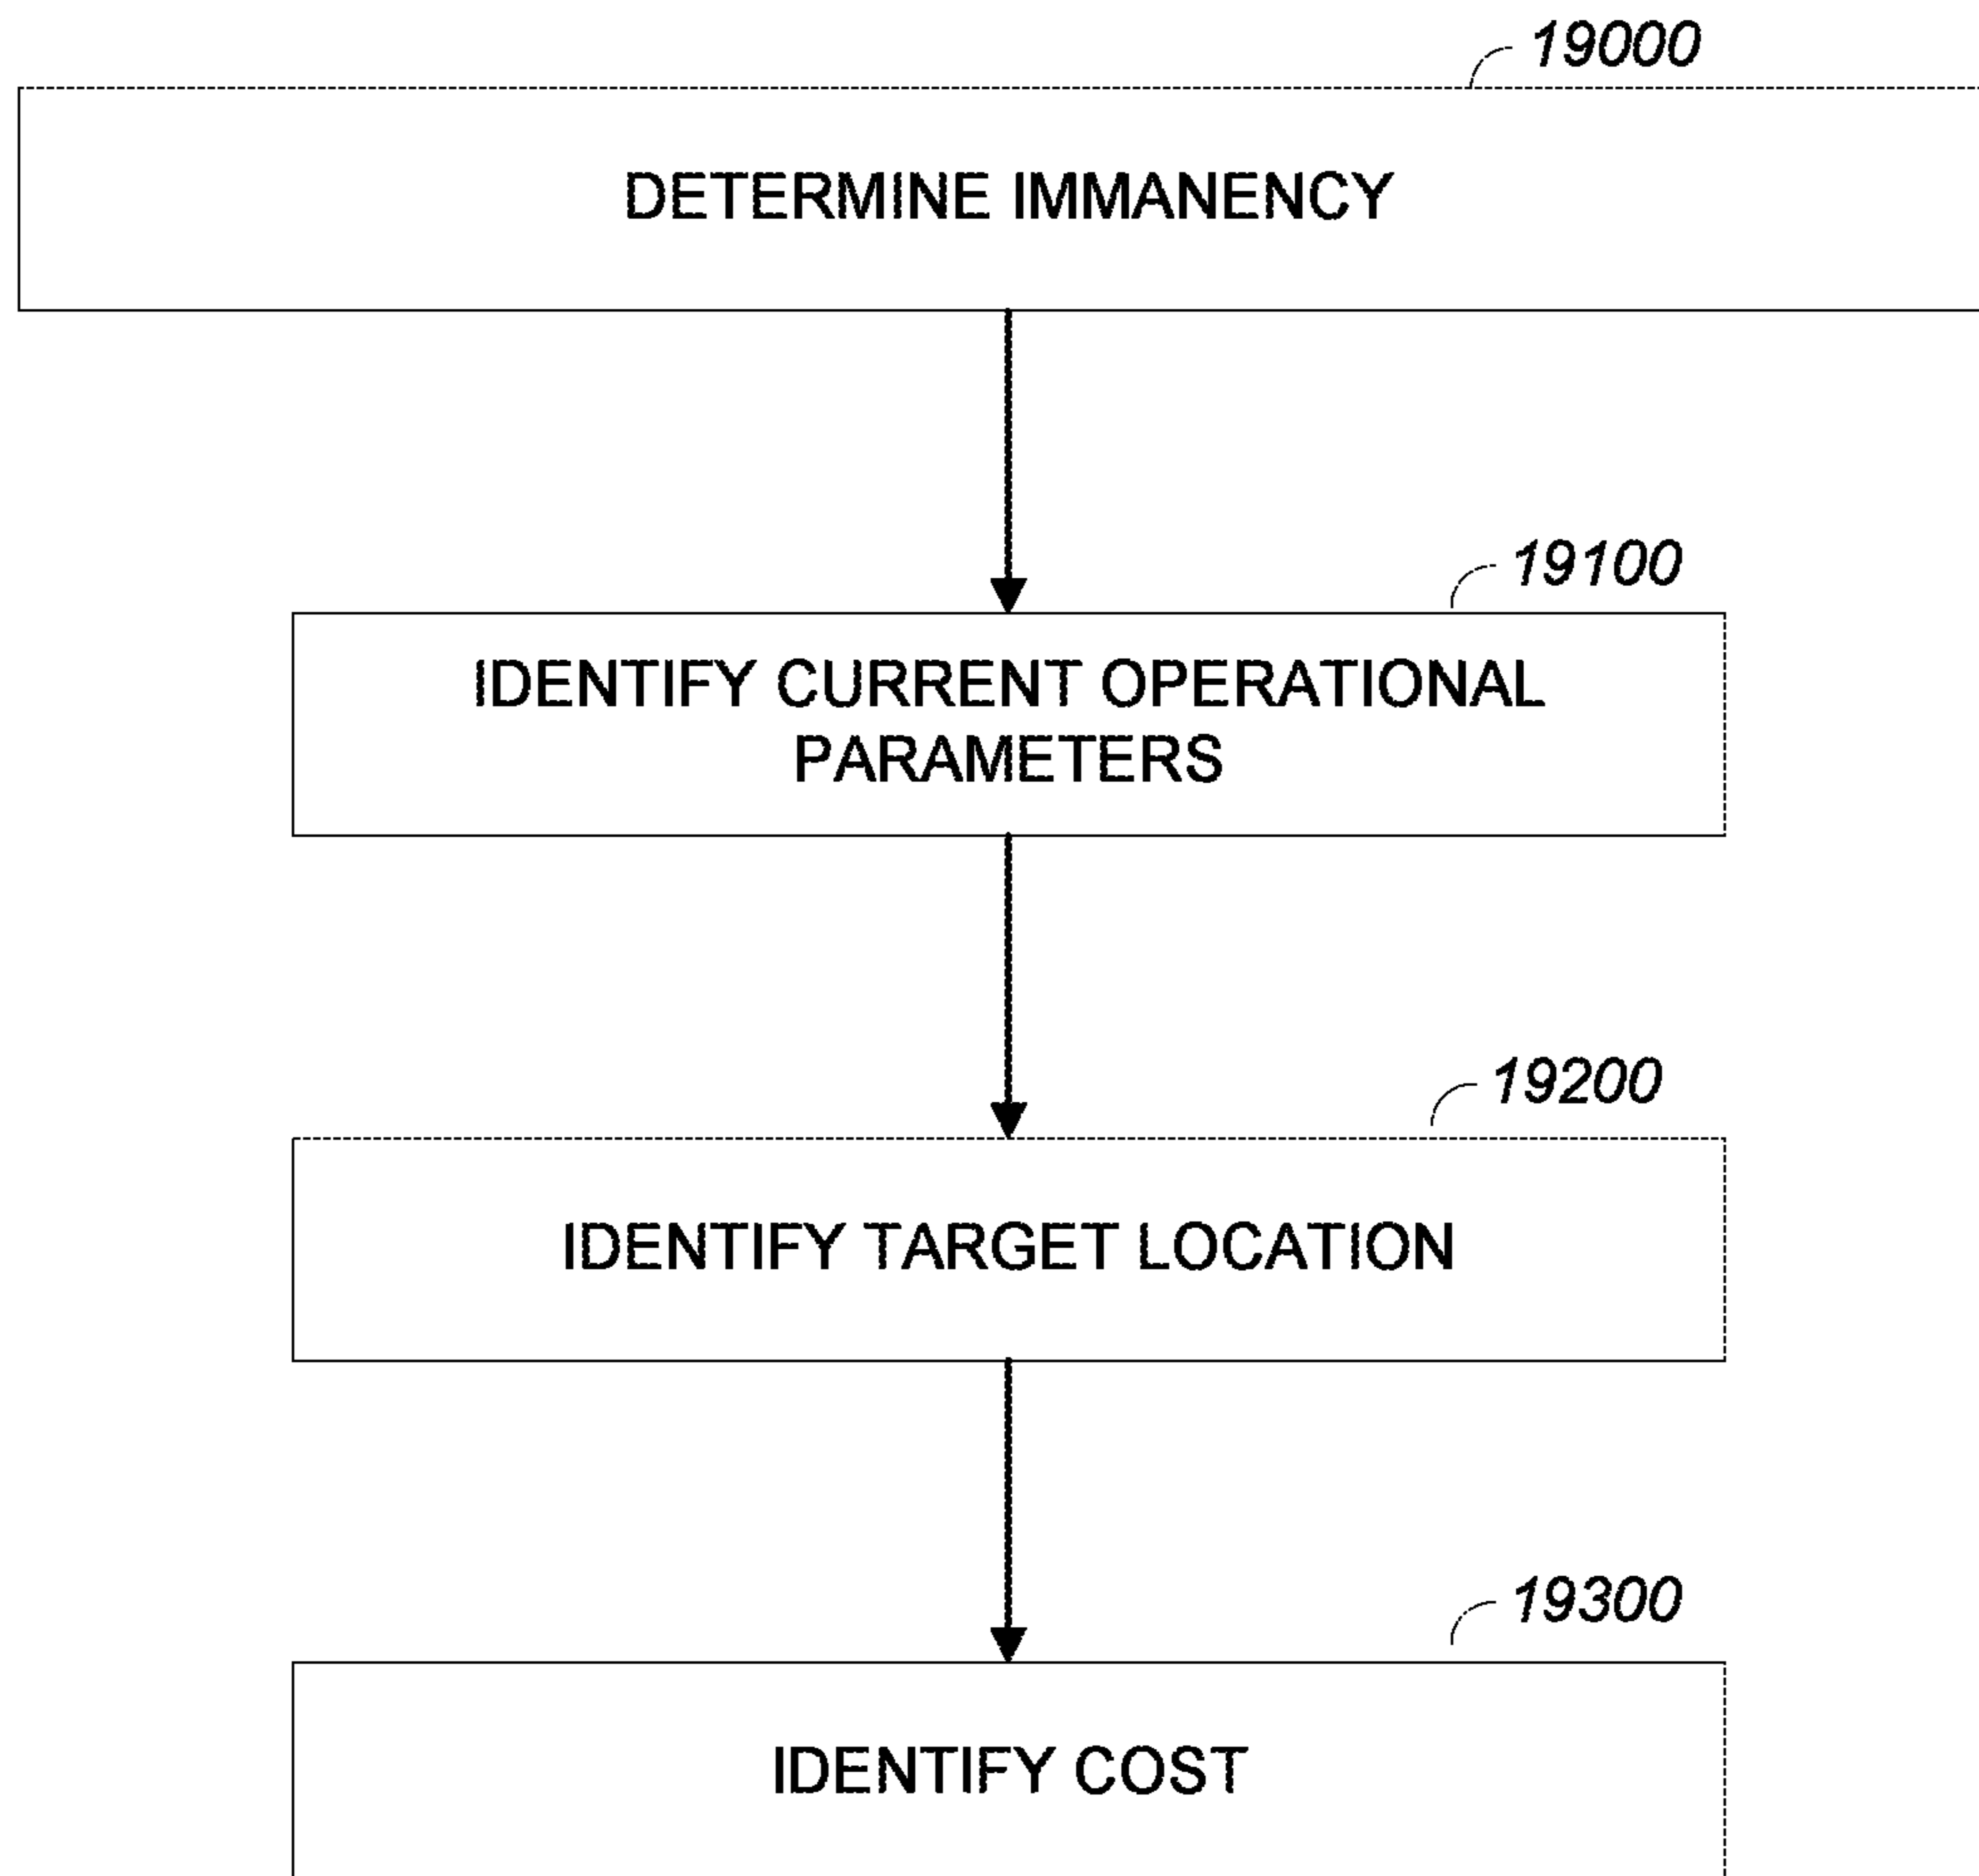 19000
DETERMINE IMMANENCY
19100
IDENTIFY CURRENT OPERATIONAL
PARAMETERS
19200
IDENTIFY TARGET LOCATION
19300
IDENTIFY COST